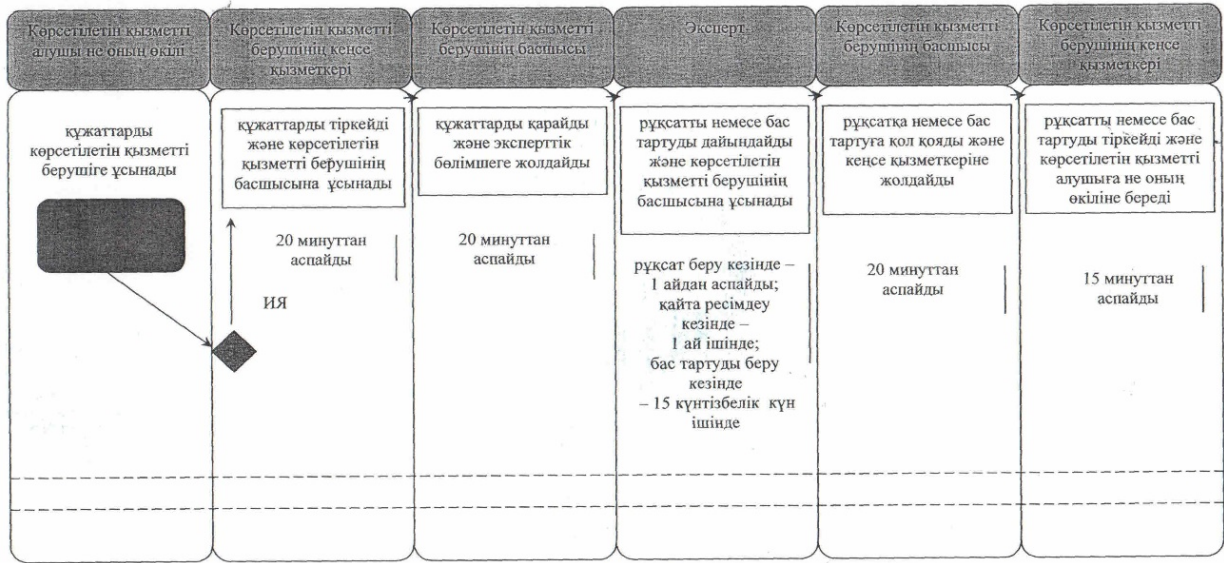 Көрсетілетін қызметті
алушы не оның өкілі
Көрсетілетін қызметті
берушінің кеңсе
қызметкері
Көрсетілетін қызметті
берушінің басшысы
Эксперт
Көрсетілетін қызметті
берушінің басшысы
Көрсетілетін қызметті
берушінің кеңсе
қызметкері
құжаттарды
көрсетілетін қызметті
берушіге ұсынады
құжаттарды тіркейді
және көрсетілетін
қызметті берушінің
басшысына ұсынады
20 минуттан
аспайды
ИЯ
құжаттарды қарайды
және эксперттік
бөлімшеге жолдайды
20 минуттан
аспайды
рұқсатты немесе бас
тартуды дайындайды
және көрсетілетін
қызметті берушінің
басшысына ұсынады
рұқсат беру кезінде –
1 айдан аспайды;
қайта ресімдеу
кезінде –
1 ай ішінде;
бас тартуды беру
кезінде
– 15 күнтізбелік күн
ішінде
рұқсатқа немесе бас
тартуға қол қояды және
кеңсе қызметкеріне
жолдайды
20 минуттан
аспайды
рұқсатты немесе бас
тартуды тіркейді және
көрсетілетін қызметті
алушыға не оның
өкіліне береді
15 минуттан
аспайды